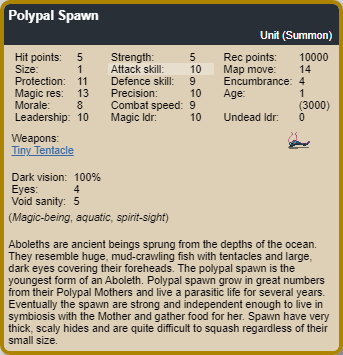 Polypal Spawn
Unit (Summon)
Hit points: 5 Strength: 5 Rec points: 10000
Size: 1 Attack skill: 10 Map move: 14
Protection: 11 Defence skill: 9 Encumbrance: 4
Magic res: 13 Precision: 10 Age: 1
Morale: 8 Combat speed: 9 (3000)
Leadership: 10 Magic ldr: 10 Undead ldr: 0
Weapons:
Tiny Tentacle
Dark vision: 100%
Eyes: 4
Void sanity: 5
(Magic-being, aquatic, spirit-sight)
Aboleths are ancient beings sprung from the depths of the ocean.
They resemble huge, mud-crawling fish with tentacles and large,
dark eyes covering their foreheads. The polypal spawn is the
youngest form of an Aboleth. Polypal spawn grow in great numbers
from their Polypal Mothers and live a parasitic life for several years.
Eventually the spawn are strong and independent enough to live in
symbiosis with the Mother and gather food for her. Spawn have very
thick, scaly hides and are quite difficult to squash regardless of their
small size.